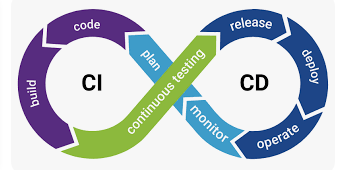 code
build
CI
plan
continuous testing
release
deploy
CD
operate
monitor